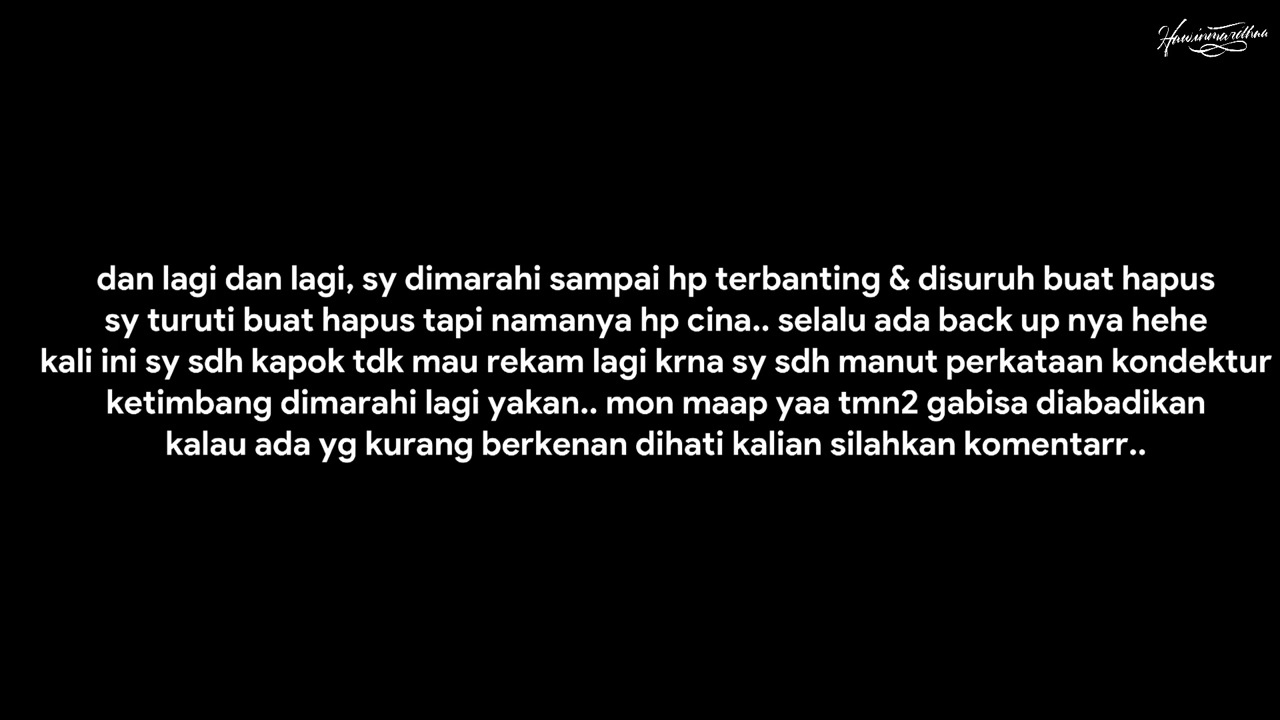 Hawinmardhaa
dan lagi dan lagi, sy dimarahi sampai hp terbanting & disuruh buat hapus
sy turuti buat hapus tapi namanya hp cina.. selalu ada back up nya hehe
kali ini sy sdh kapok tdk mau rekam lagi krna sy sdh manut perkataan kondektur
ketimbang dimarahi lagi yakan.. mon maap yaa tmn2 gabisa diabadikan
kalau ada yg kurang berkenan dihati kalian silahkan komentarr..